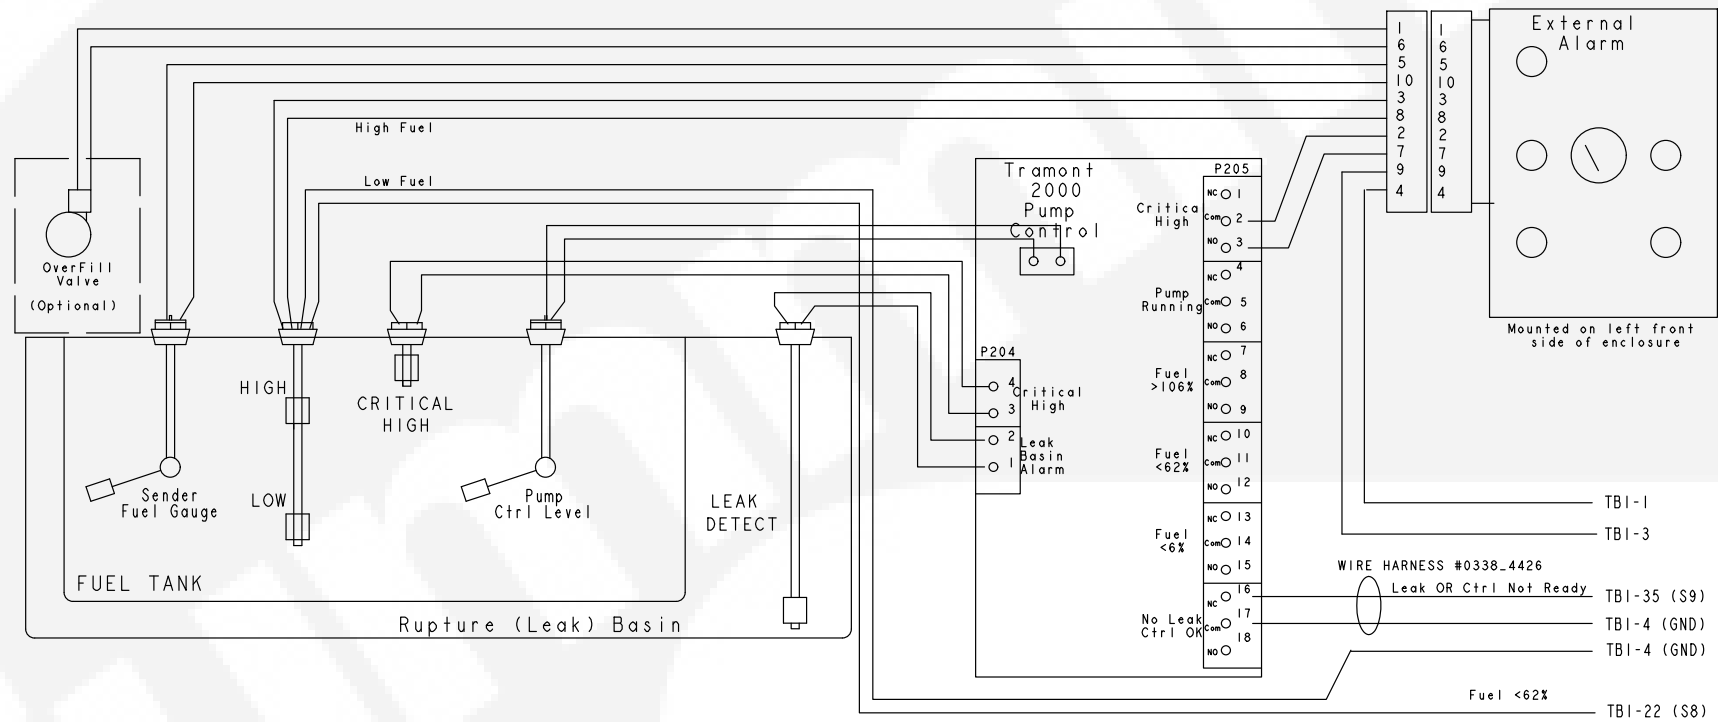 External
Alarm
1
6
5
10
3
8
2
7
9
4
1
6
5
10
3
8
2
7
9
4
Mounted on left front
side of enclosure
High Fuel
Low Fuel
OverFill
Valve
(Optional)
Tramont
2000
Pump
Control
P205
Critica
High
NC 1
Com 2
NO 3
Pump
Running
NC 4
Com 5
NO 6
Fuel
>106%
NC 7
Com 8
NO 9
Fuel
<62%
NC 10
Com 11
NO 12
Fuel
<6%
NC 13
Com 14
NO 15
No Leak
Ctrl OK
NC 16
Com 17
NO 18
P204
4
3
Critical
High
2
1
Leak
Basin
Alarm
HIGH
LOW
CRITICAL
HIGH
Sender
Fuel Gauge
Pump
Ctrl Level
LEAK
DETECT
FUEL TANK
Rupture (Leak) Basin
TB1-1
TB1-3
WIRE HARNESS #0338_4426
Leak OR Ctrl Not Ready
TB1-35 (S9)
TB1-4 (GND)
TB1-4 (GND)
Fuel <62%
TB1-22 (S8)